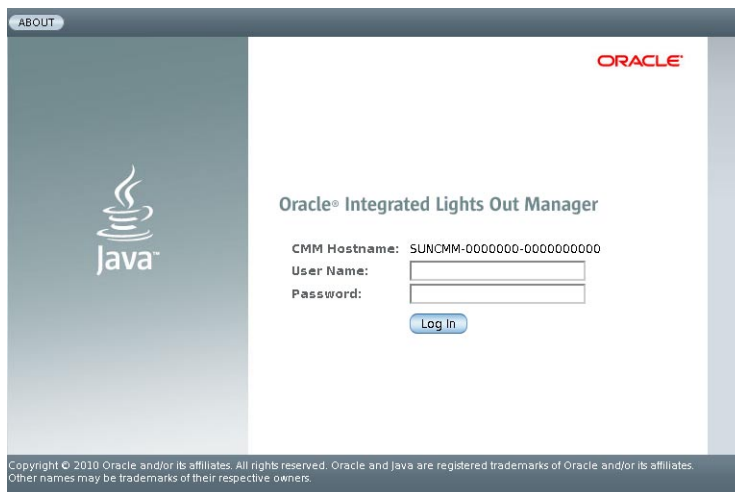 ABOUT
ORACLE®
Java™
Oracle® Integrated Lights Out Manager
CMM Hostname: SUNCMM-0000000-0000000000
User Name:
Password:
Log In
Copyright © 2010 Oracle and/or its affiliates. All rights reserved. Oracle and Java are registered trademarks of Oracle and/or its affiliates.
Other names may be trademarks of their respective owners.